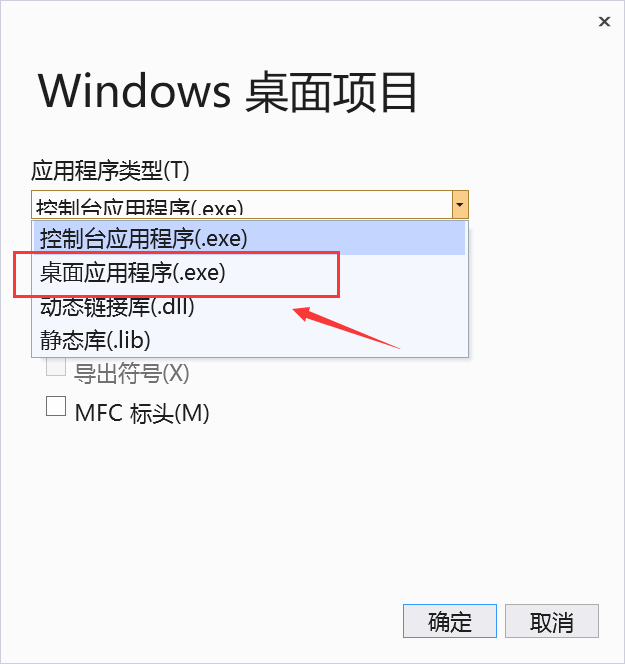 Windows 桌面项目
应用程序类型(T)
控制台应用程序(.exe)
控制台应用程序(.exe)
桌面应用程序(.exe)
动态链接库(.dll)
静态库(.lib)
导出符号(X)
MFC 标头(M)
确定
取消